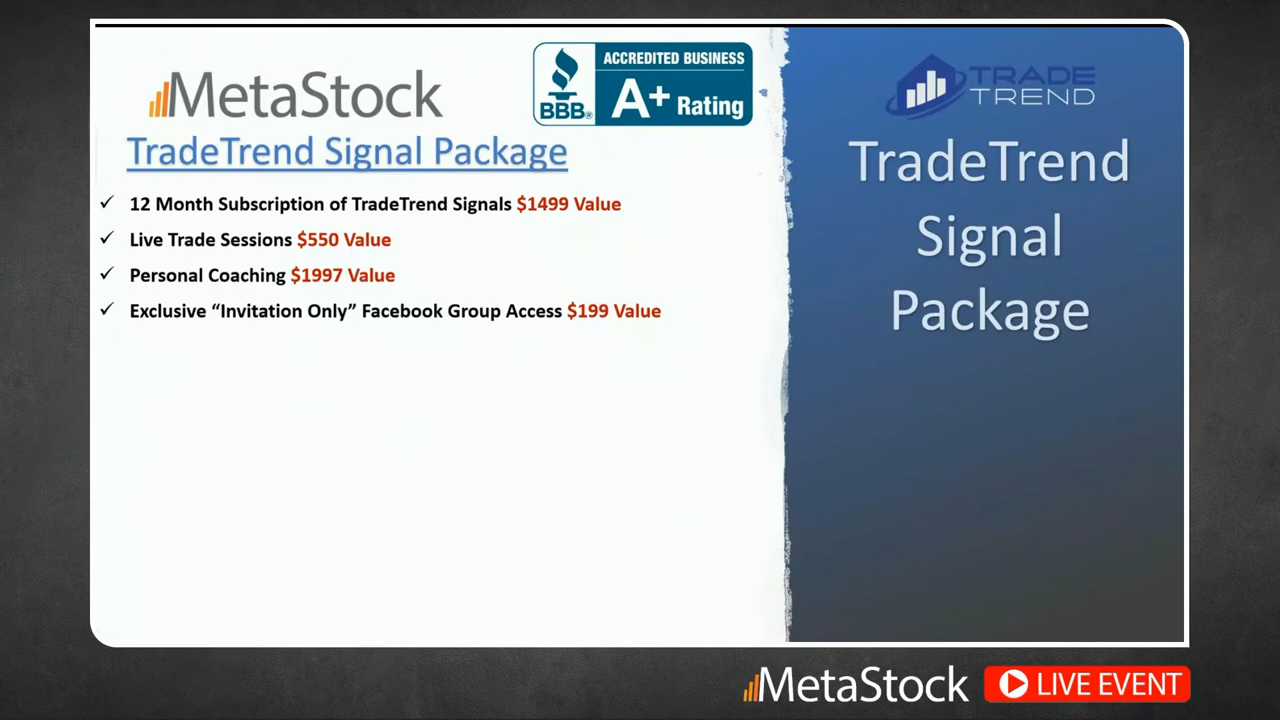 MetaStock
BBB®
ACCREDITED BUSINESS
A+ Rating
TradeTrend Signal Package
✓ 12 Month Subscription of TradeTrend Signals $1499 Value
✓ Live Trade Sessions $550 Value
✓ Personal Coaching $1997 Value
✓ Exclusive “Invitation Only” Facebook Group Access $199 Value
TRADE
TREND
TradeTrend
Signal
Package
MetaStock
LIVE EVENT